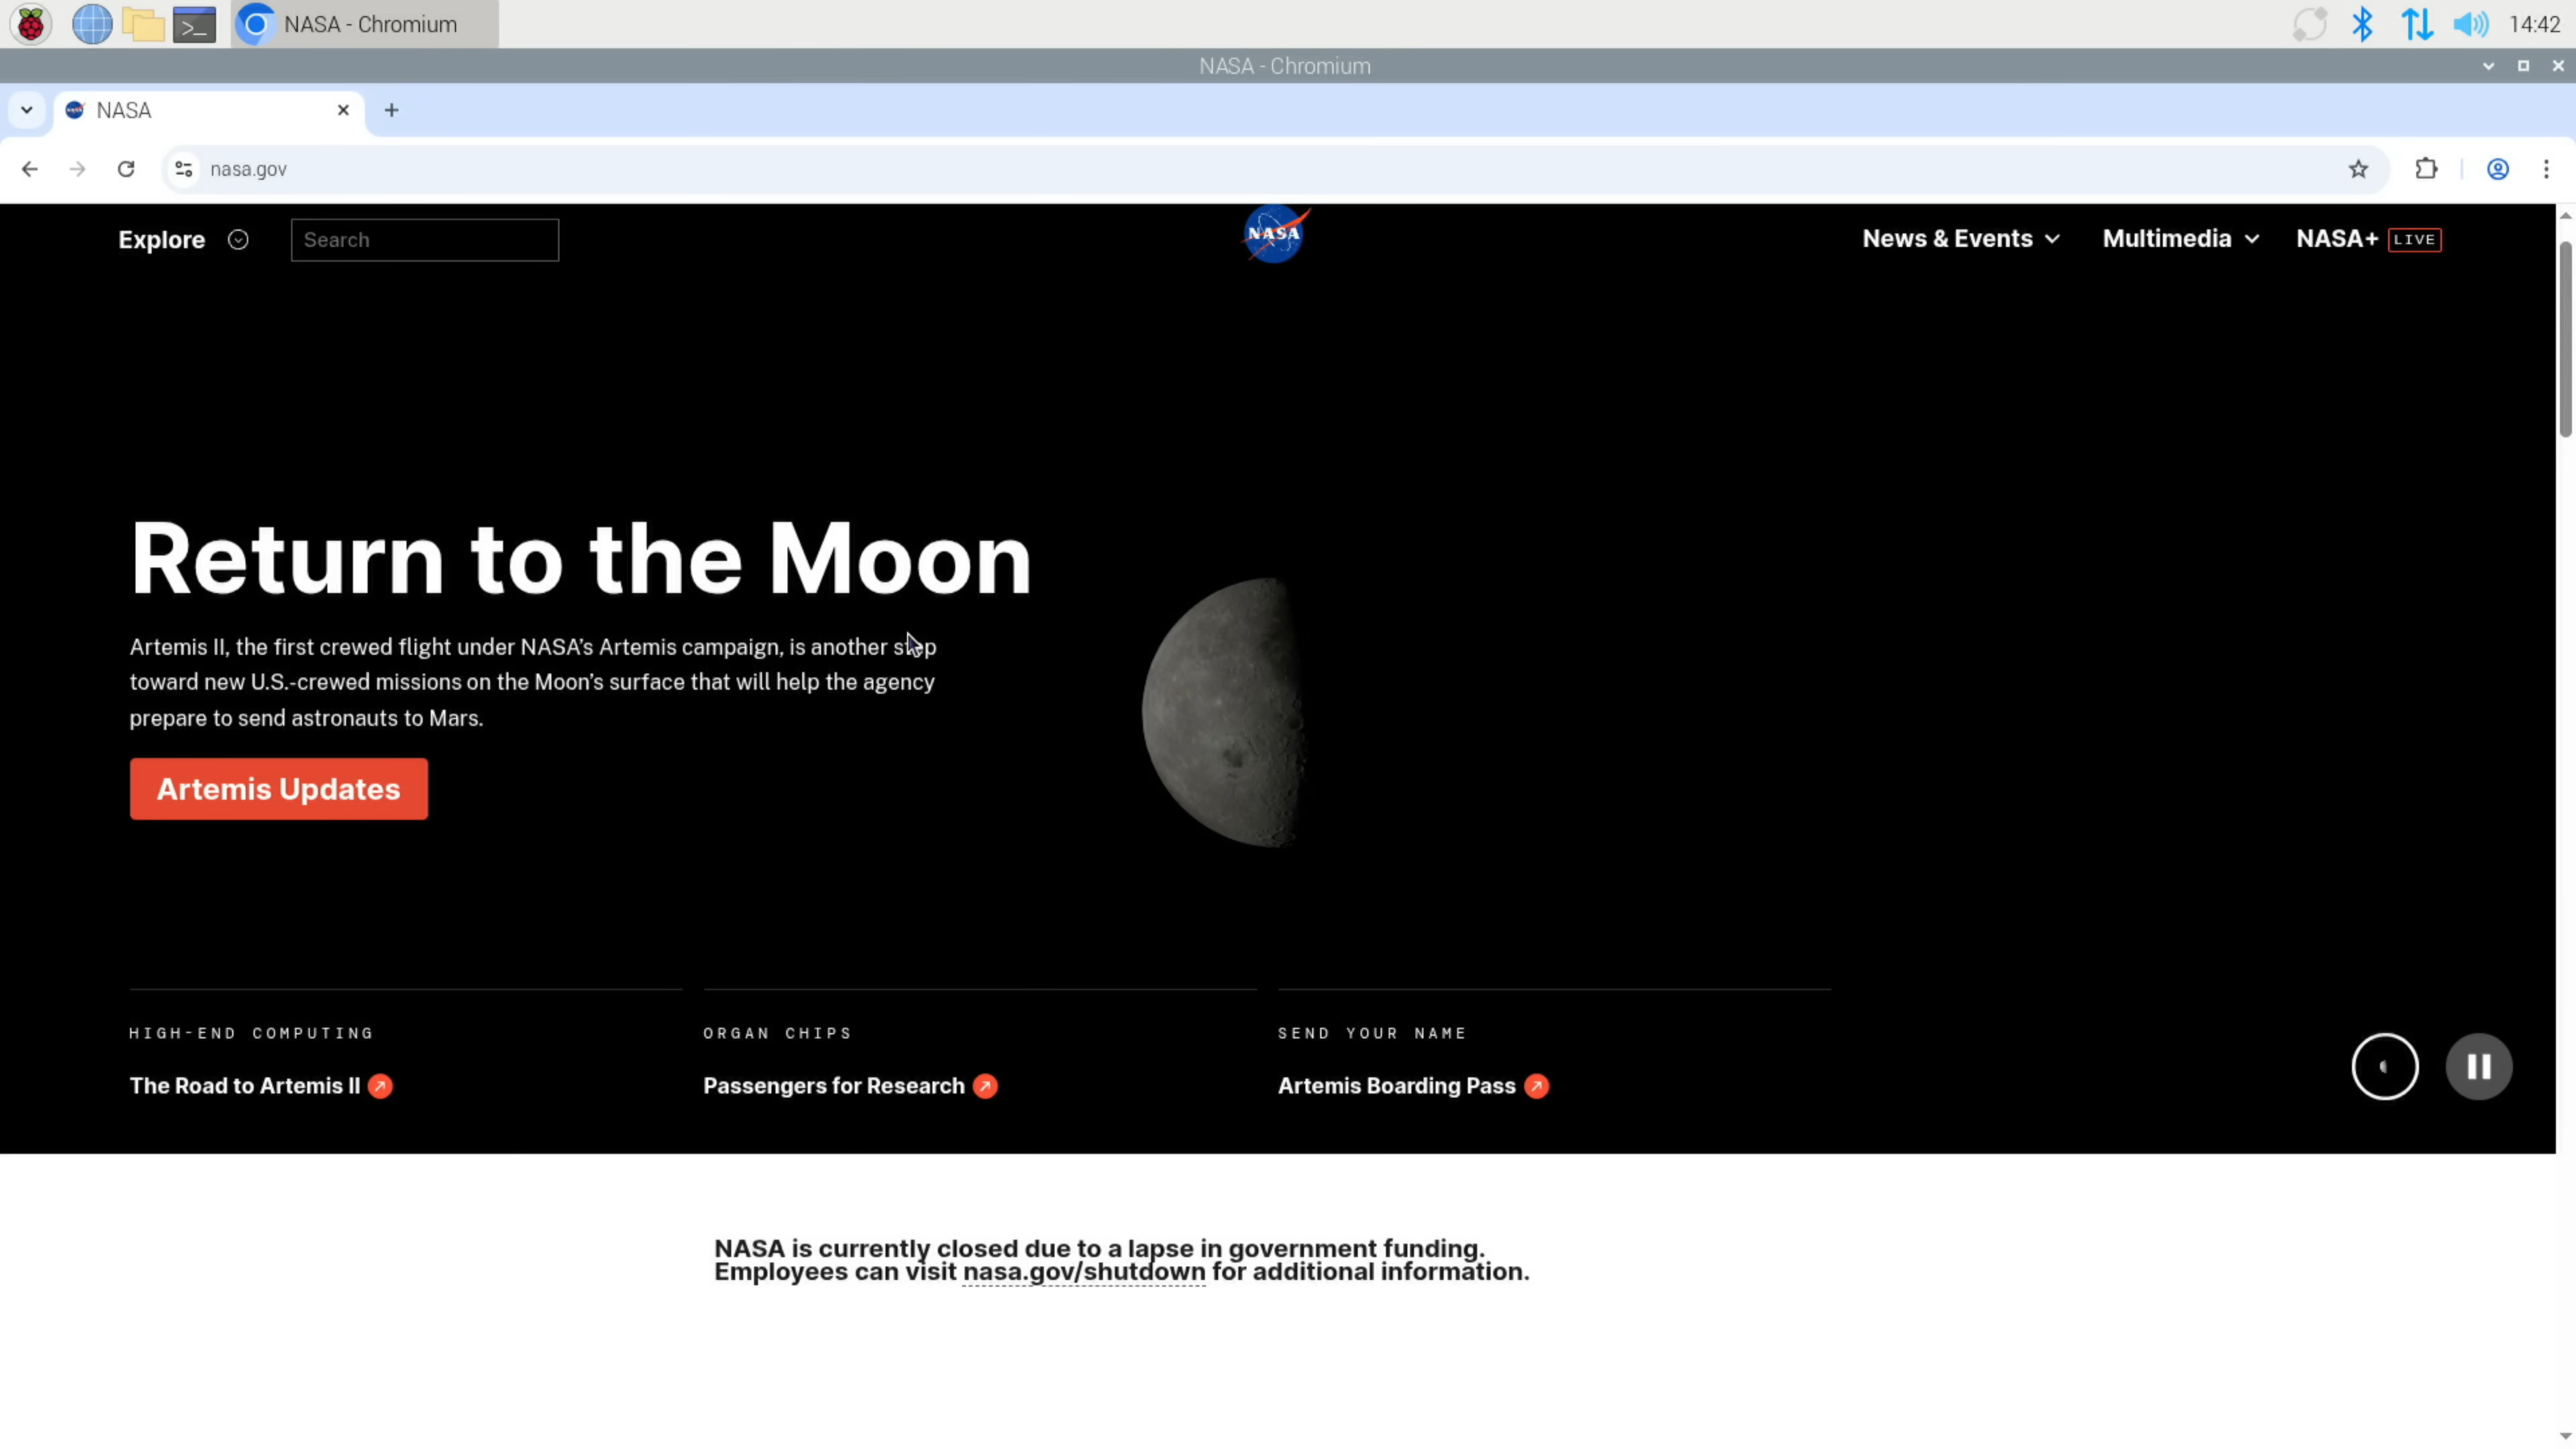 NASA - Chromium
14:42
NASA - Chromium
NASA
nasa.gov
Explore
Search
NASA
News & Events
Multimedia
NASA+ LIVE
Return to the Moon
Artemis II, the first crewed flight under NASA's Artemis campaign, is another step
toward new U.S.-crewed missions on the Moon's surface that will help the agency
prepare to send astronauts to Mars.
Artemis Updates
HIGH-END COMPUTING
The Road to Artemis II
ORGAN CHIPS
Passengers for Research
SEND YOUR NAME
Artemis Boarding Pass
NASA is currently closed due to a lapse in government funding.
Employees can visit nasa.gov/shutdown for additional information.